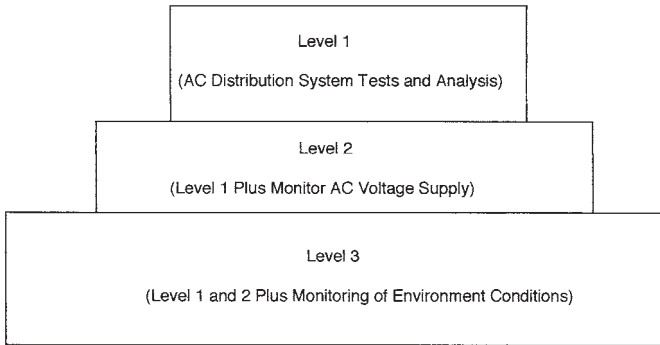 Level 1
(AC Distribution System Tests and Analysis)
Level 2
(Level 1 Plus Monitor AC Voltage Supply)
Level 3
(Level 1 and 2 Plus Monitoring of Environment Conditions)